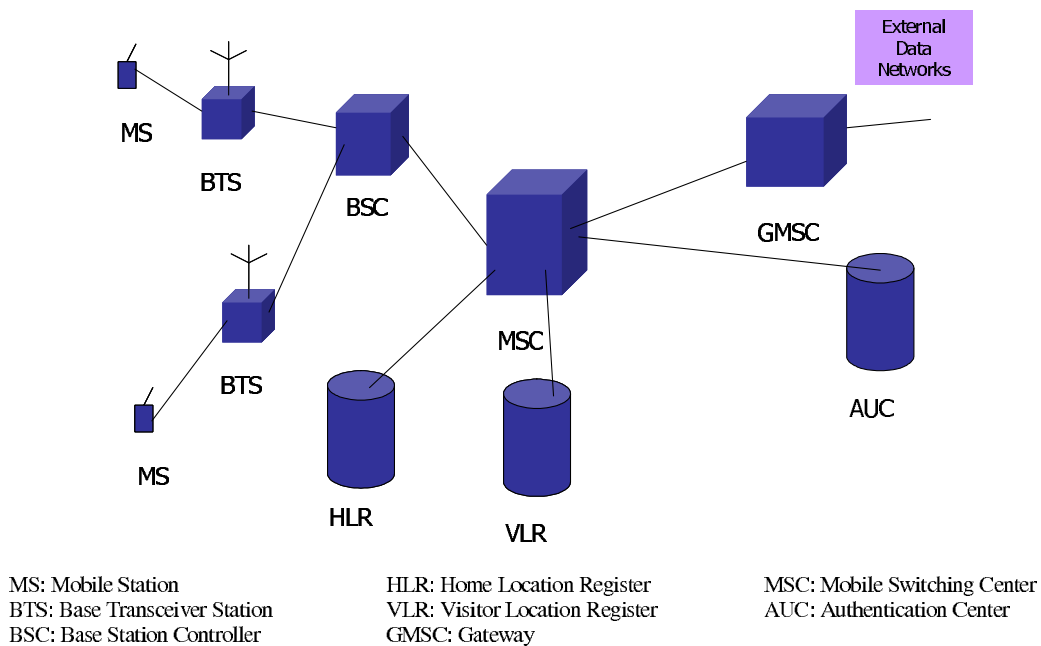 External
Data
Networks
MS
BTS
BSC
GMSC
MSC
BTS
AUC
MS
HLR
VLR
MS: Mobile Station
BTS: Base Transceiver Station
BSC: Base Station Controller
HLR: Home Location Register
VLR: Visitor Location Register
GMSC: Gateway
MSC: Mobile Switching Center
AUC: Authentication Center